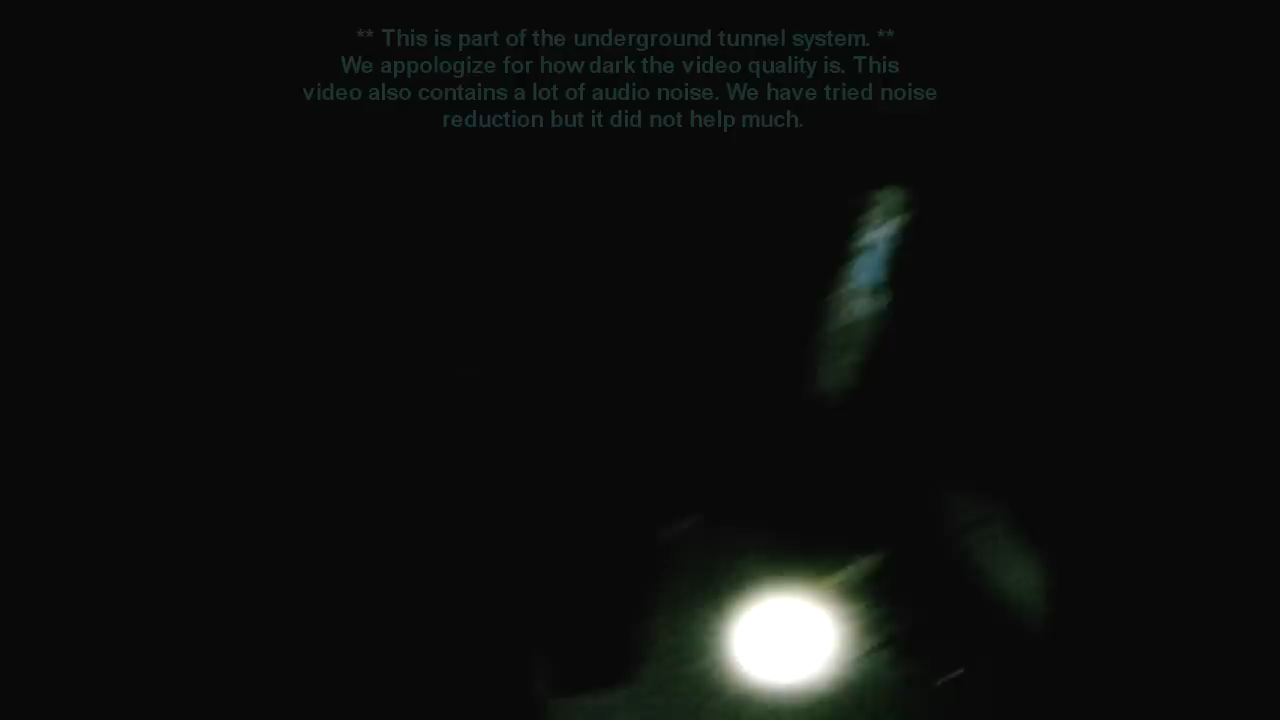 ** This is part of the underground tunnel system. **
We appologize for how dark the video quality is. This
video also contains a lot of audio noise. We have tried noise
reduction but it did not help much.